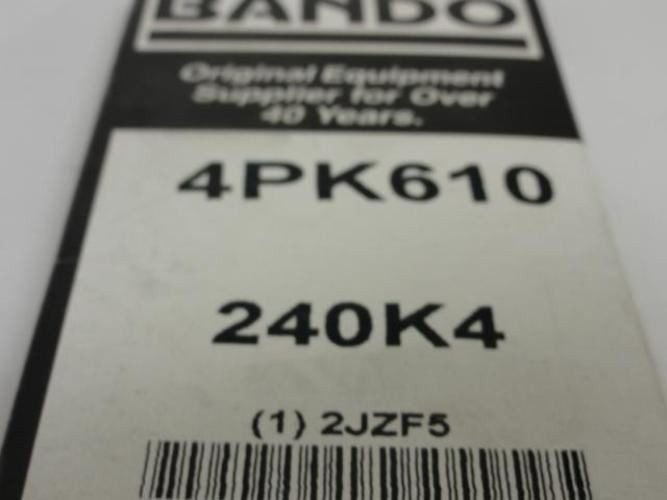 BANDO
Original Equipment
Supplier for Over
40 Years.
4PK610
240K4
(1) 2JZF5